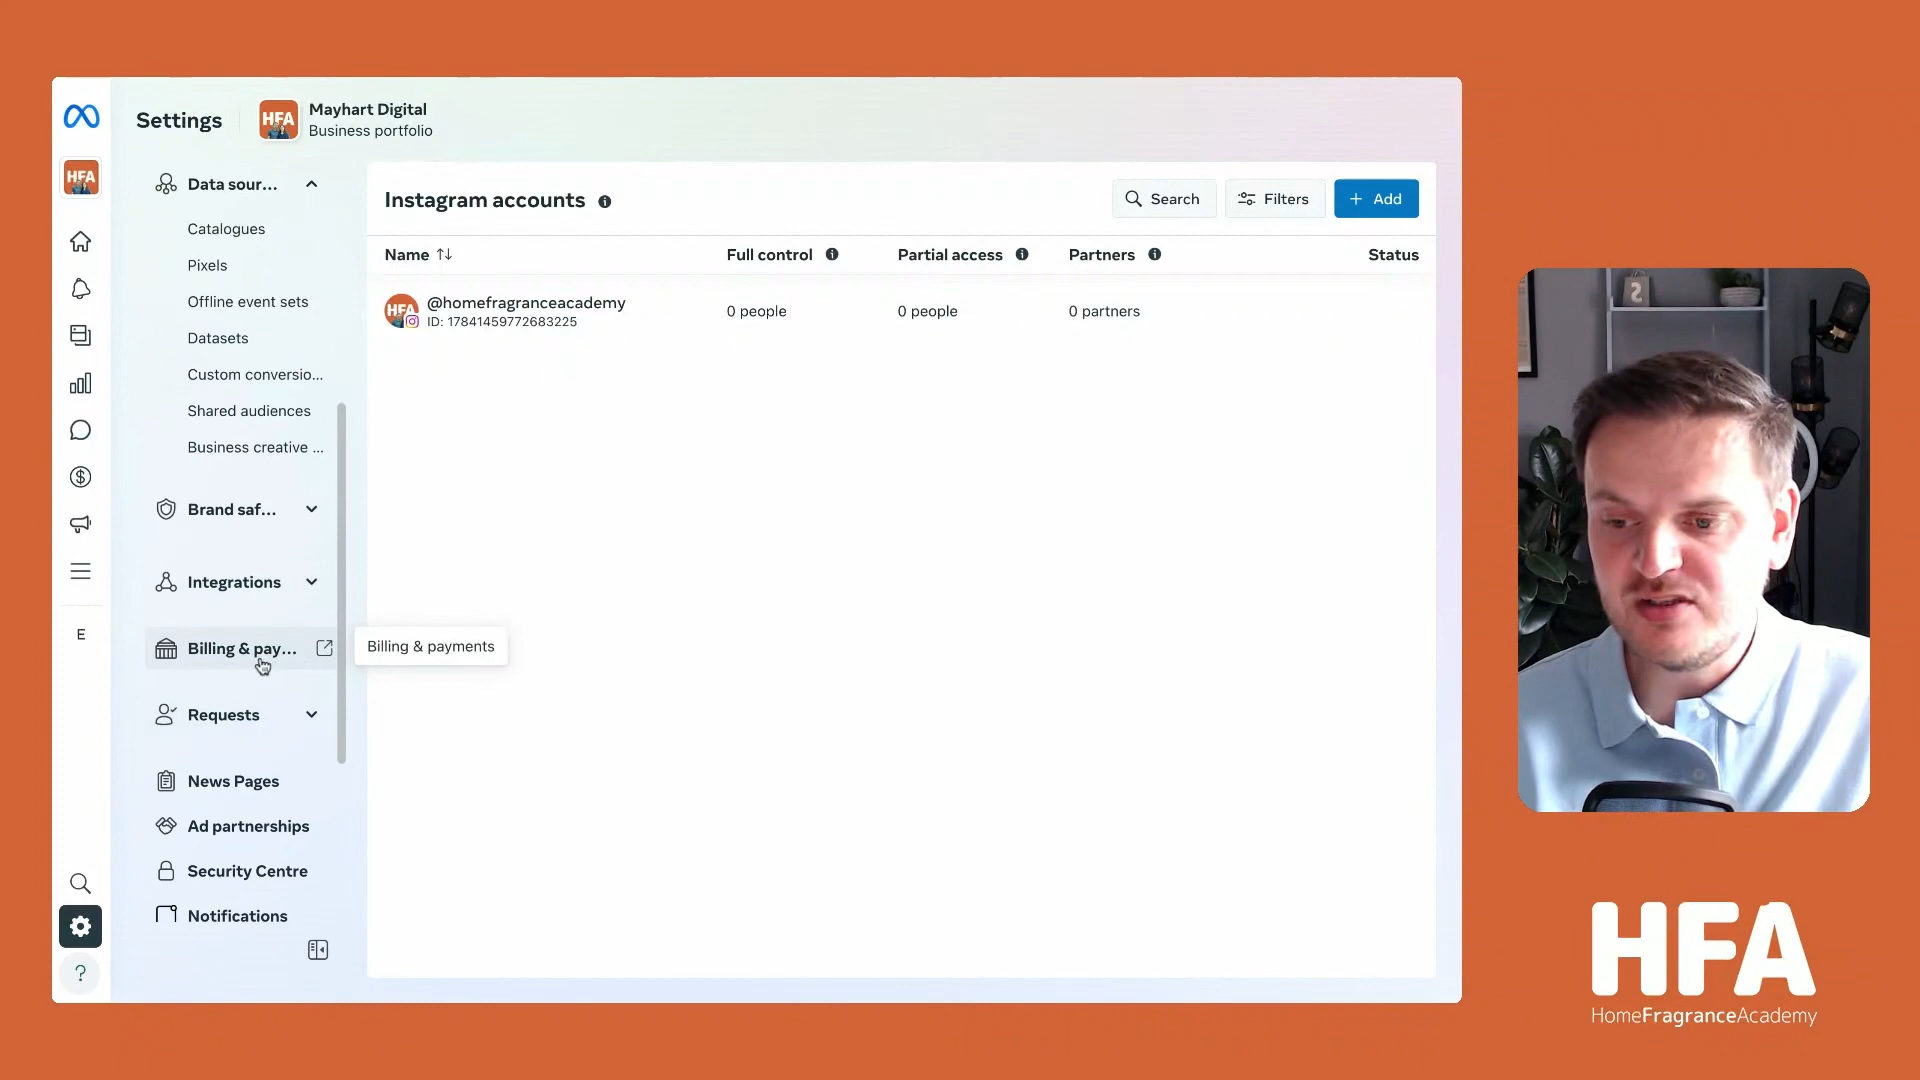 Settings
HFA
Mayhart Digital
Business portfolio
HFA
Data sour...
Catalogues
Pixels
Offline event sets
Datasets
Custom conversio...
Shared audiences
Business creative ...
Brand saf...
Integrations
E
Billing & pay...
Billing & payments
Requests
News Pages
Ad partnerships
Security Centre
Notifications
?
Instagram accounts
Search
Filters
+ Add
Name
Full control
Partial access
Partners
Status
HFA
@homefragranceacademy
ID: 17841459772683225
0 people
0 people
0 partners
HFA
HomeFragranceAcademy